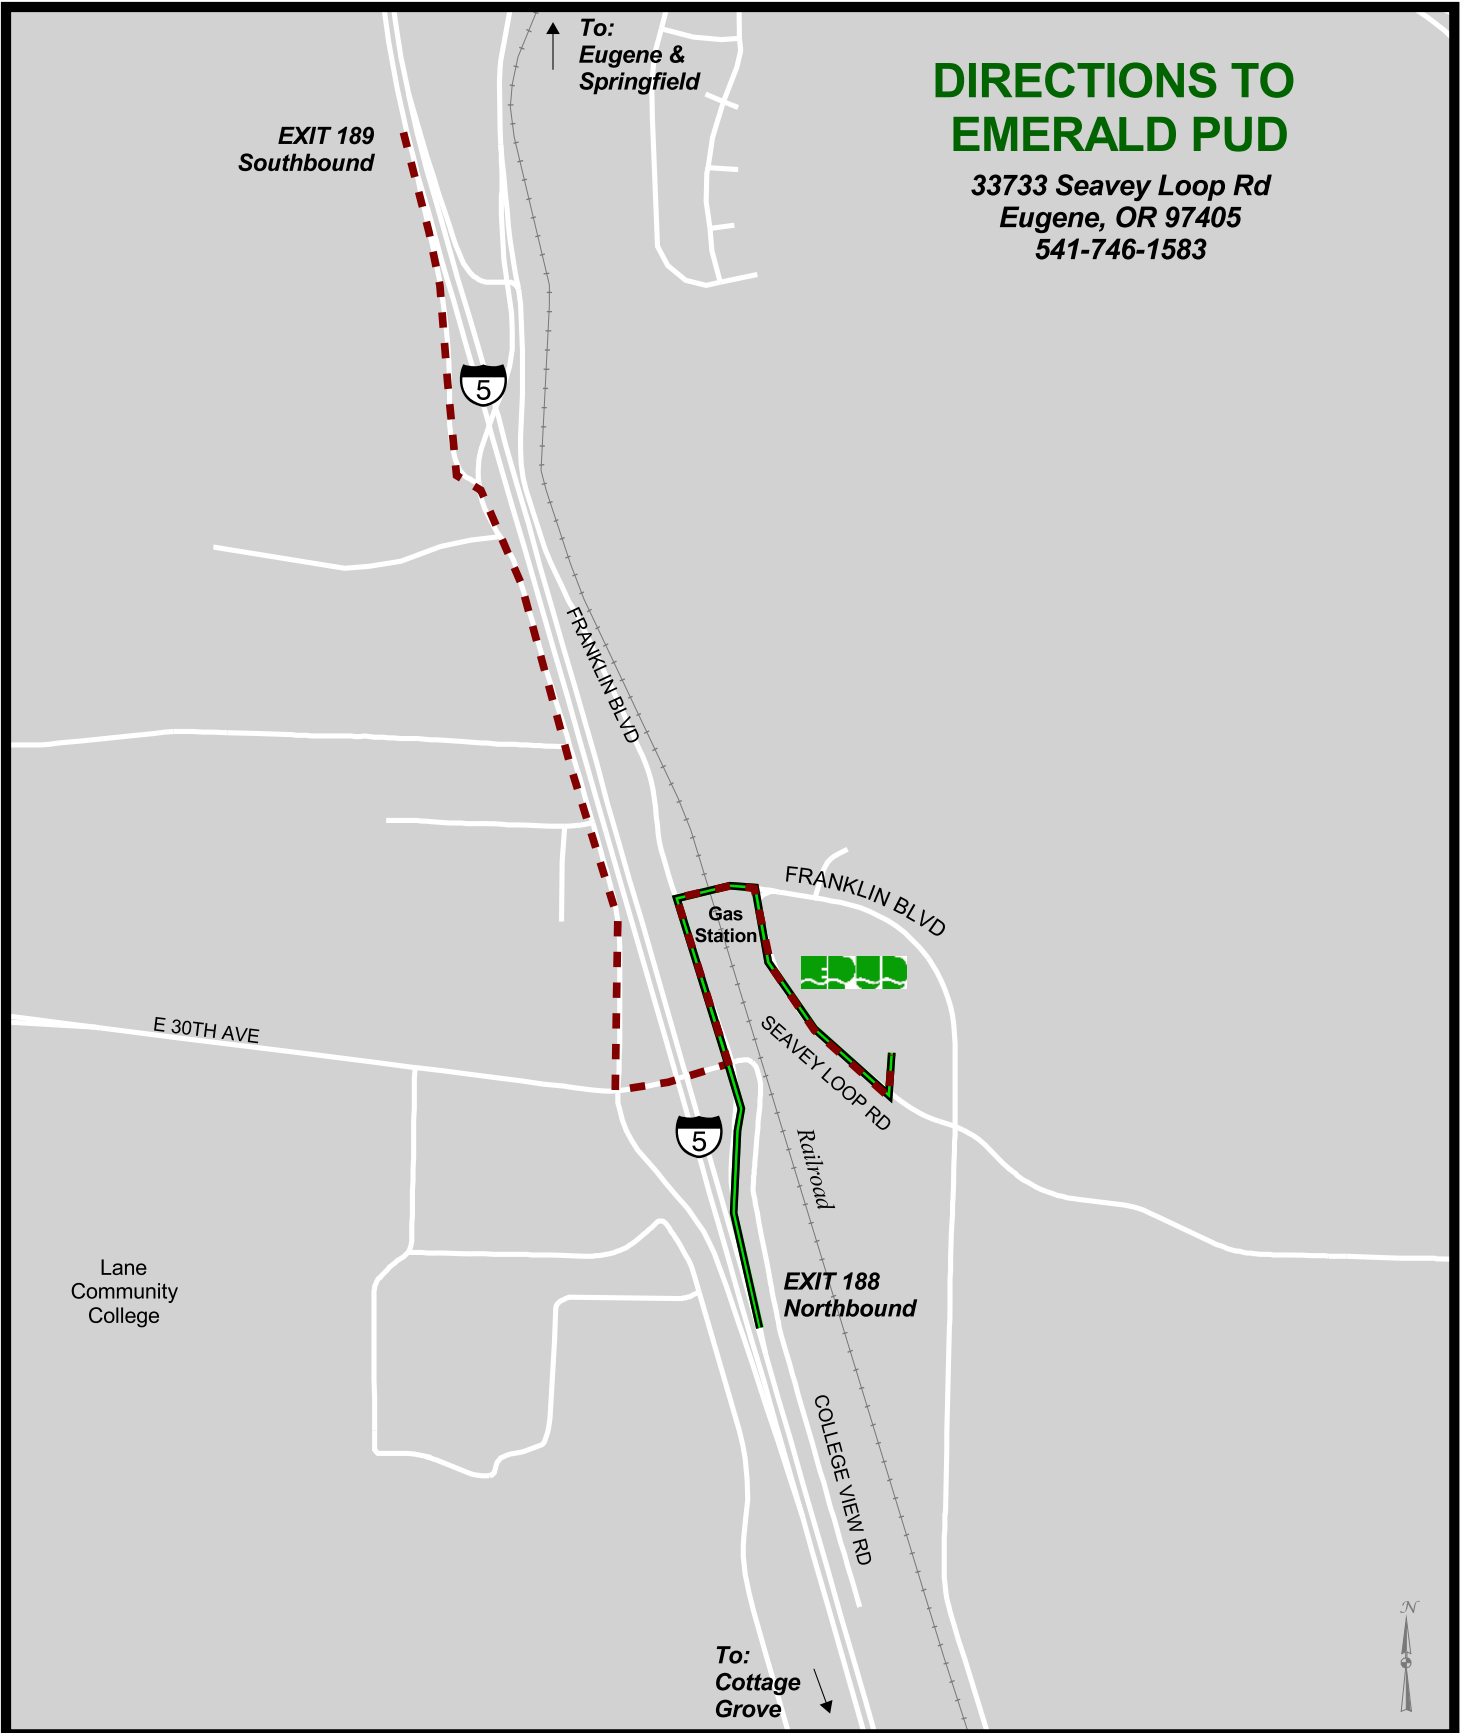 To:
Eugene &
Springfield
DIRECTIONS TO
EMERALD PUD
33733 Seavey Loop Rd
Eugene, OR 97405
541-746-1583
EXIT 189
Southbound
5
FRANKLIN BLVD
FRANKLIN BLVD
Gas
Station
EPUD
E 30TH AVE
SEAVEY LOOP RD
5
Railroad
Lane
Community
College
EXIT 188
Northbound
COLLEGE VIEW RD
To:
Cottage
Grove
N